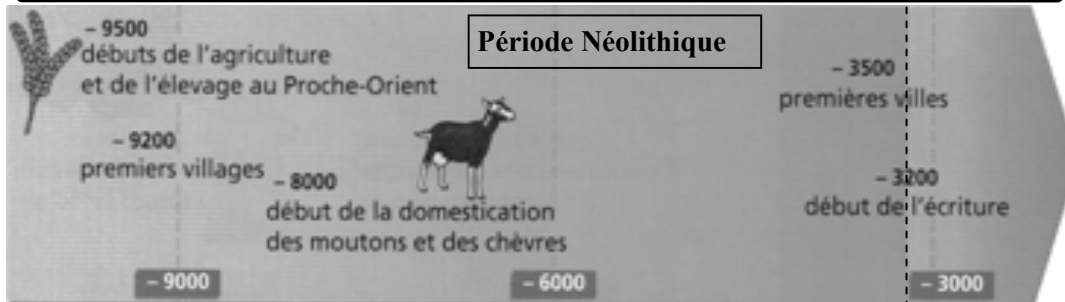 – 9500
débuts de l'agriculture
et de l'élevage au Proche-Orient
Période Néolithique
– 3500
premières villes
– 9200
premiers villages
– 8000
début de la domestication
des moutons et des chèvres
– 3200
début de l'écriture
– 9000
– 6000
– 3000